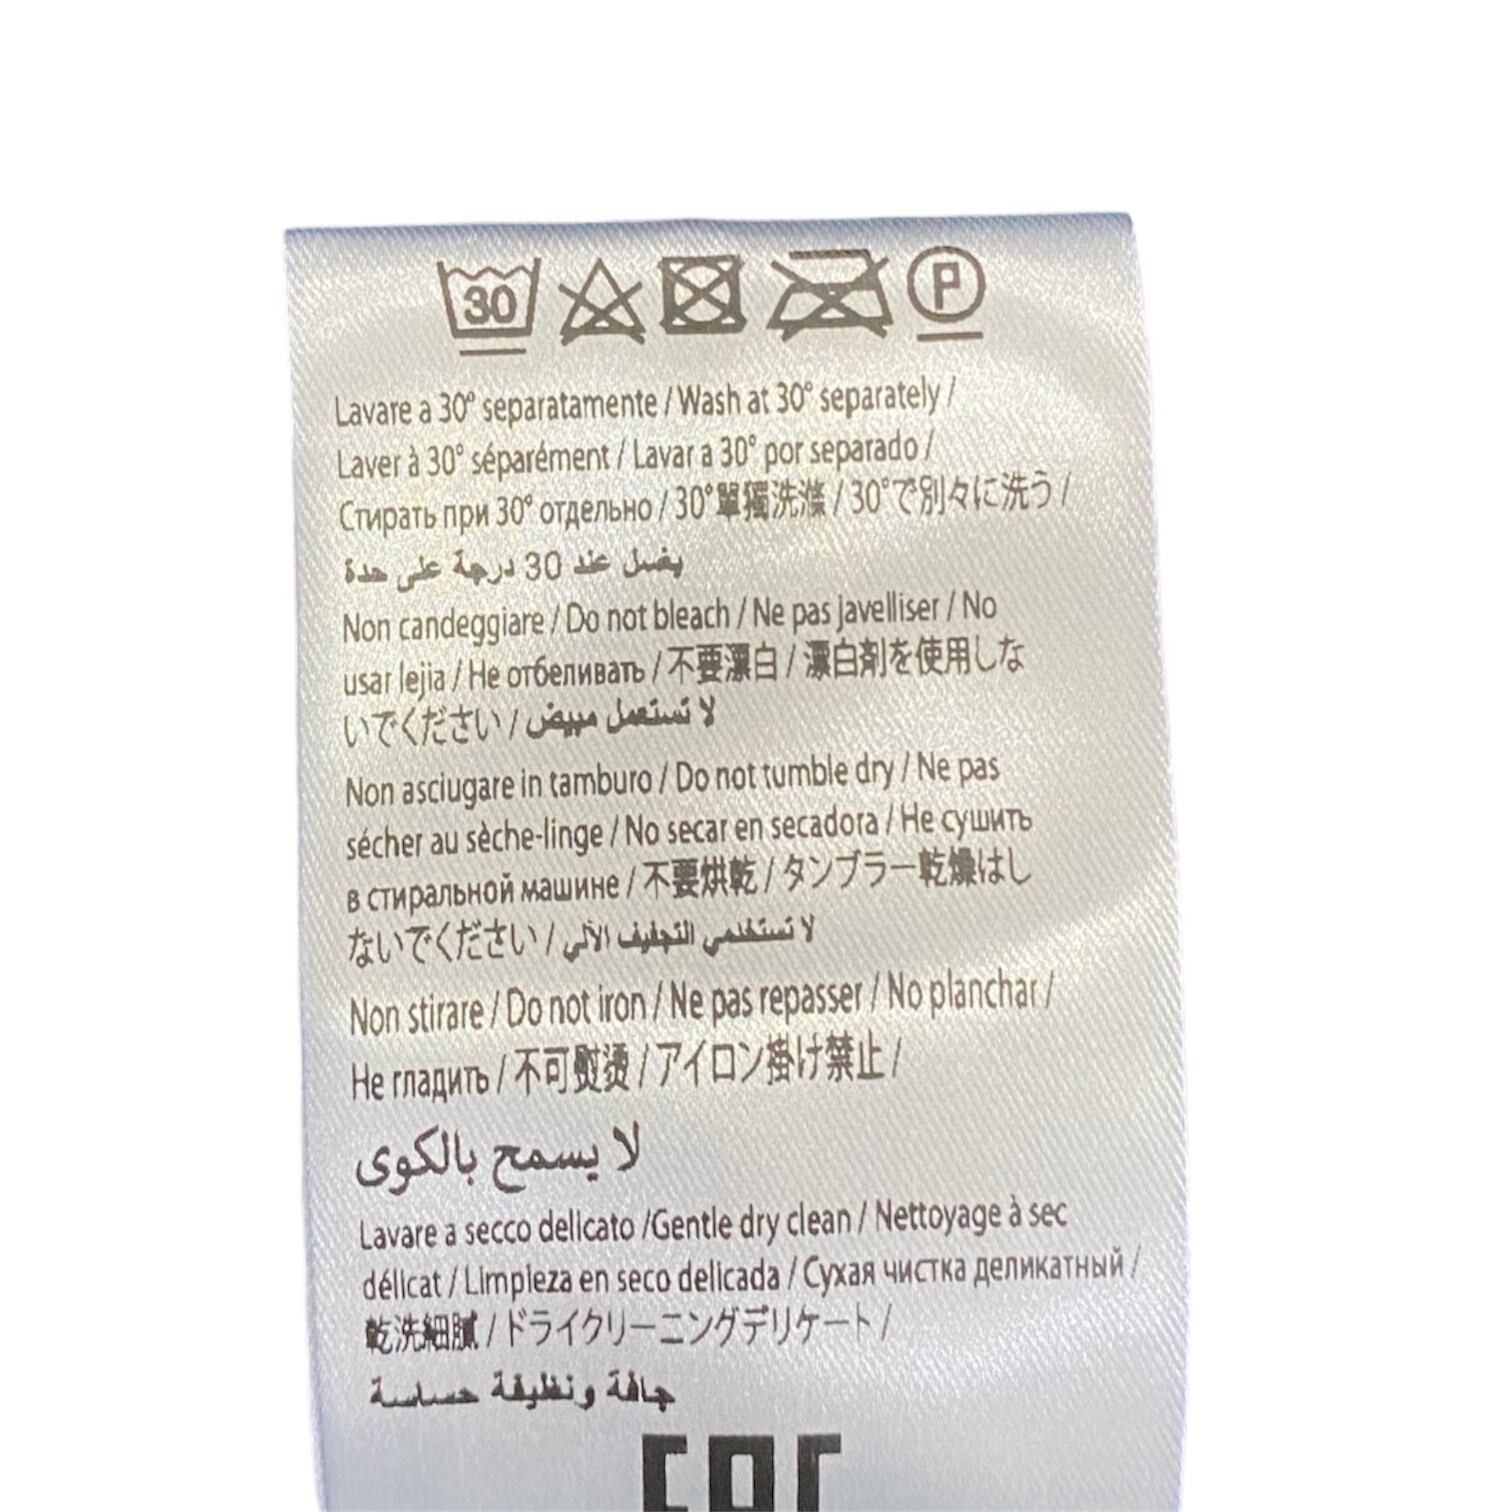 30
P
Lavare a 30° separatamente / Wash at 30° separately /
Laver à 30° séparément / Lavar a 30° por separado /
Стирать при 30° отдельно / 30°單獨洗滌 / 30°で別々に洗う /
يغسل عند 30 درجة على حدة
Non candeggiare / Do not bleach / Ne pas javelliser / No
usar lejia / Не отбеливать / 不要漂白 / 漂白剤を使用しな
いでください / لا تستعمل مبيض
Non asciugare in tamburo / Do not tumble dry / Ne pas
sécher au sèche-linge / No secar en secadora / Не сушить
в стиральной машине / 不要烘乾 / タンブラー乾燥はし
ないでください / لا تستخدمي التجفيف الآلي
Non stirare / Do not iron / Ne pas repasser / No planchar /
Не гладить / 不可熨燙 / アイロン掛け禁止 /
لا يسمح بالكوى
Lavare a secco delicato /Gentle dry clean / Nettoyage à sec
délicat / Limpieza en seco delicada / Сухая чистка деликатный /
乾洗細膩 / ドライクリーニングデリケート /
جافة ونظيفة حساسة
EAC